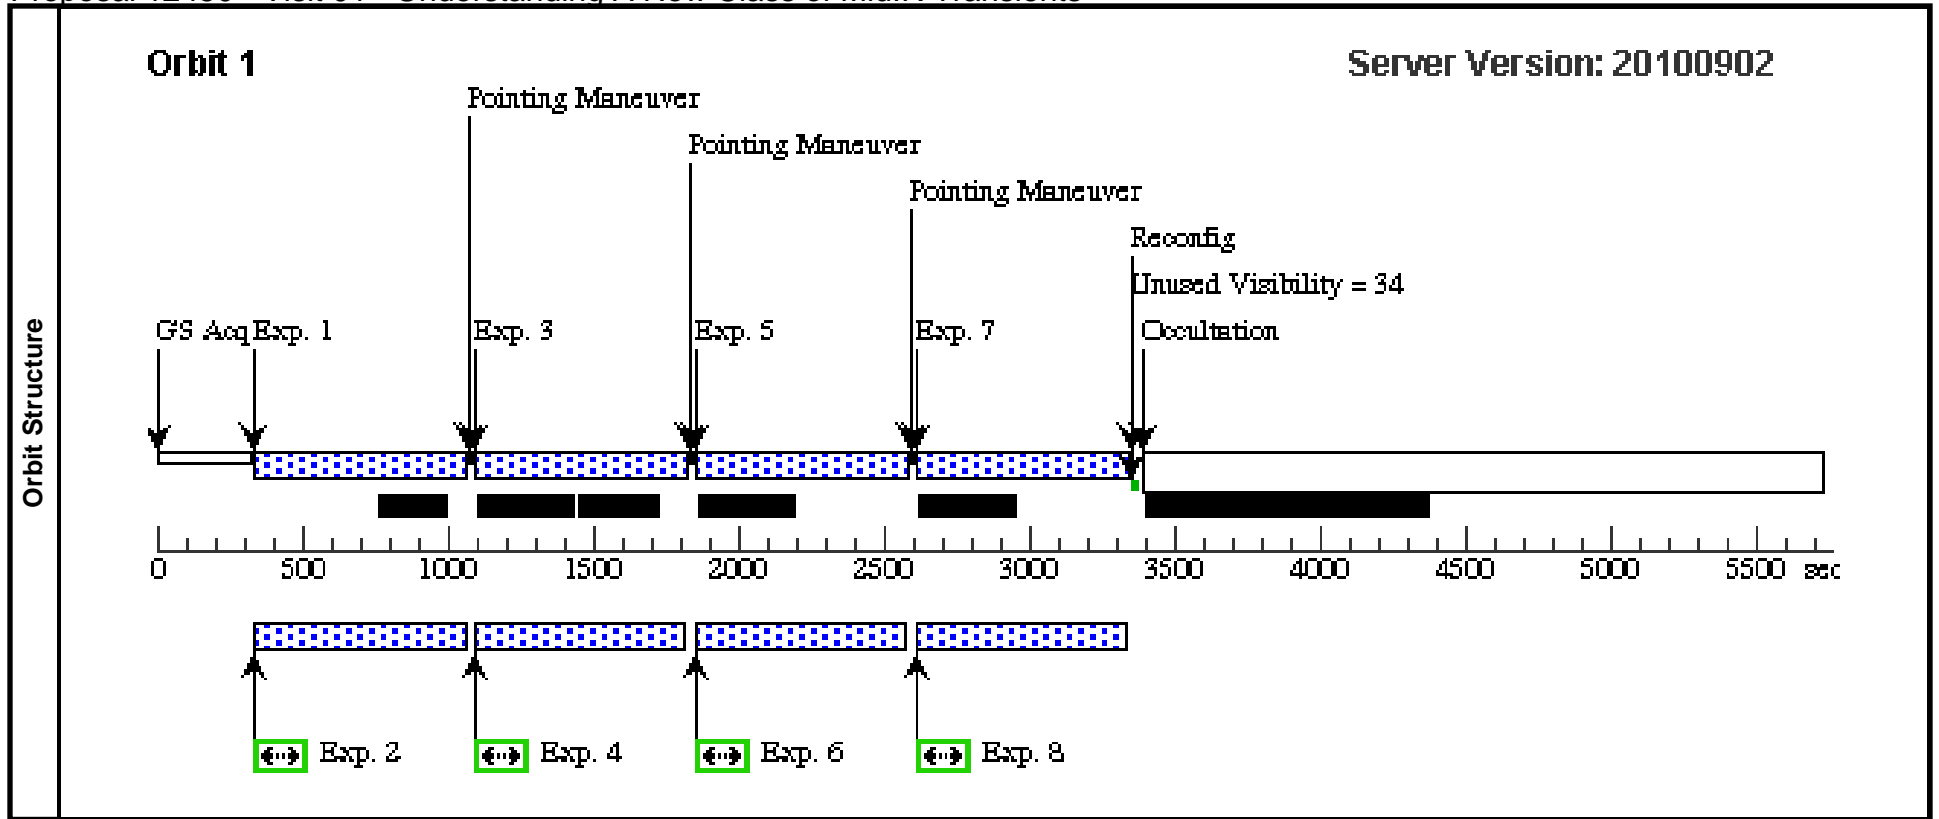 Orbit 1
Server Version: 20100902
Pointing Maneuver
Pointing Maneuver
Pointing Maneuver
Reconfig
Unused Visibility = 34
GS Acq Exp. 1 Exp. 3 Exp. 5 Exp. 7 Occultation
Orbit Structure
0 500 1000 1500 2000 2500 3000 3500 4000 4500 5000 5500 sec
Exp. 2 Exp. 4 Exp. 6 Exp. 8